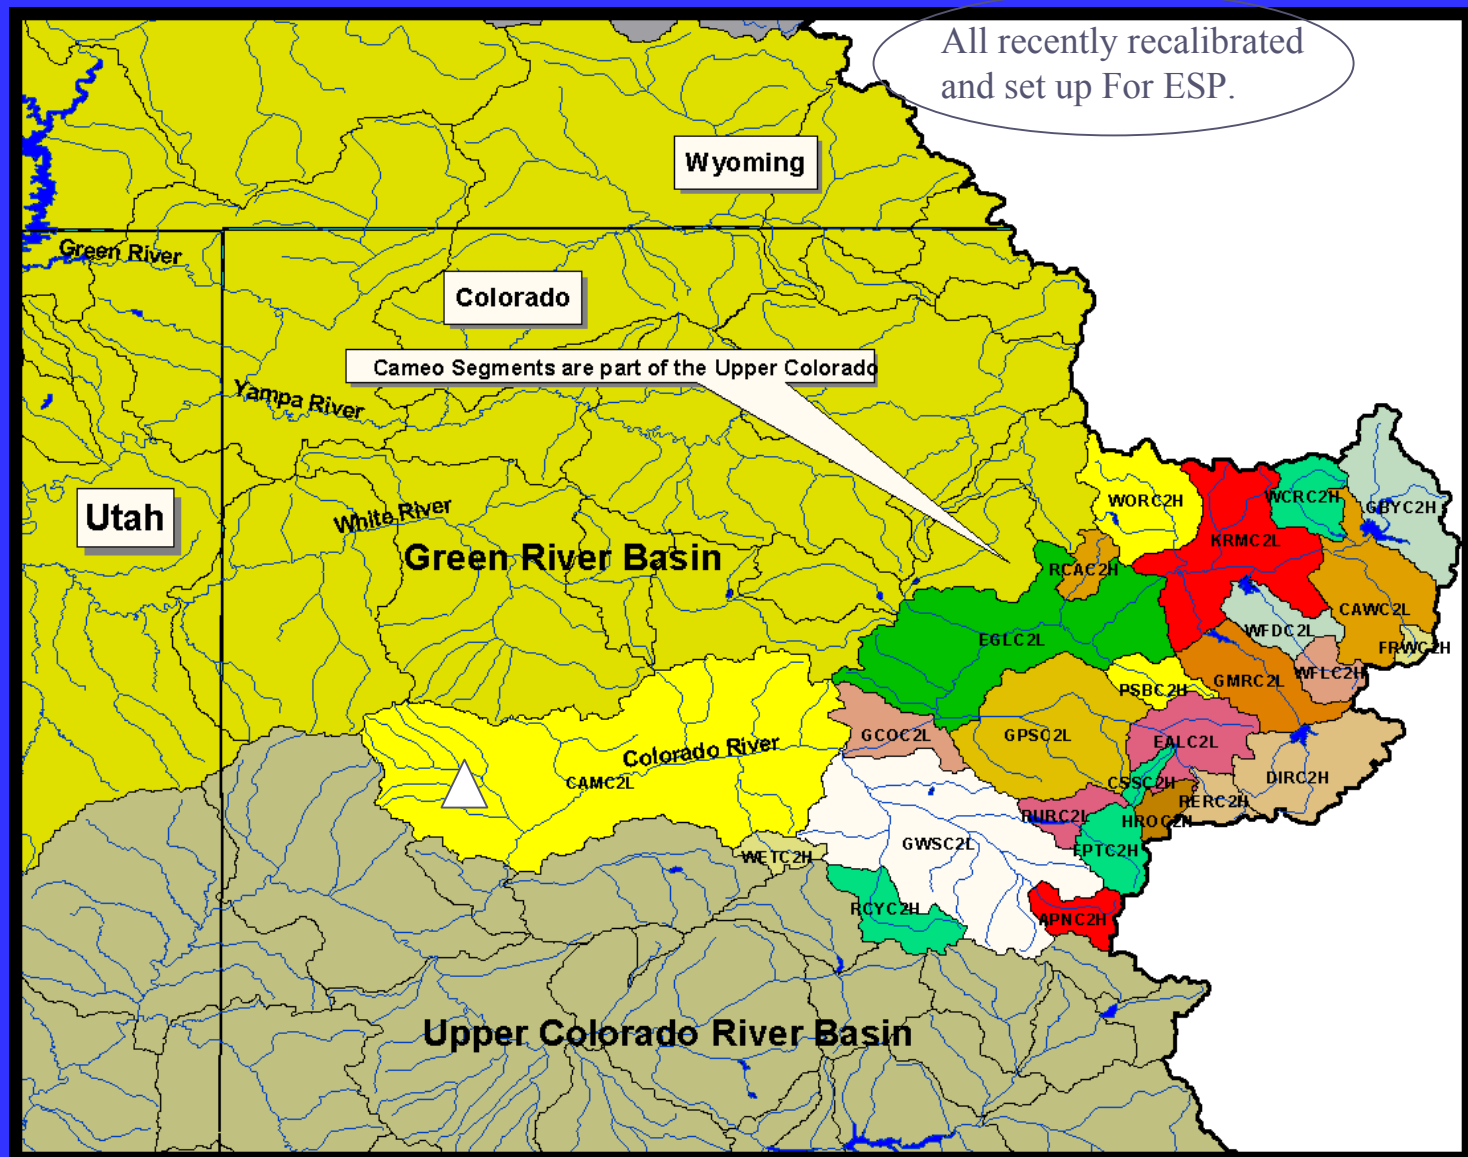 All recently recalibrated
and set up For ESP.
Wyoming
Green River
Colorado
Cameo Segments are part of the Upper Colorado
Yampa River
Utah
White River
Green River Basin
WORC2H
WCRC2H
GBYC2H
KRMC2L
RCAC2H
CAWC2L
WFDC2L
EGLC2L
FRWC2H
WFLC2H
GMRC2L
PSBC2H
GCOC2L
GPSC2L
EALC2L
Colorado River
CAMC2L
CSSC2H
DIRC2H
RERC2H
RURC2L
HROC2H
GWSC2L
FPTC2H
WETC2H
RCYC2H
APNC2H
Upper Colorado River Basin